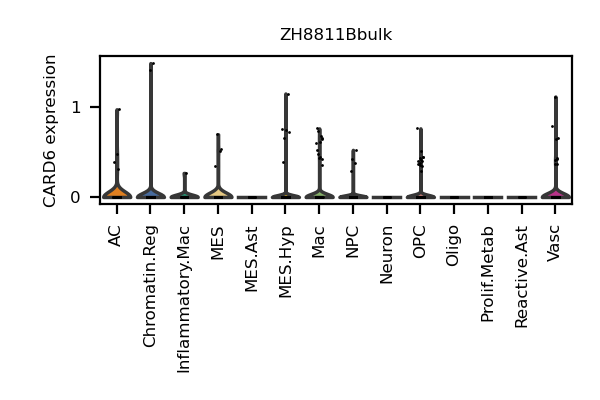 ZH8811Bbulk
CARD6 expression
1
0
AC
Chromatin.Reg
Inflammatory.Mac
MES
MES.Ast
MES.Hyp
Mac
NPC
Neuron
OPC
Oligo
Prolif.Metab
Reactive.Ast
Vasc